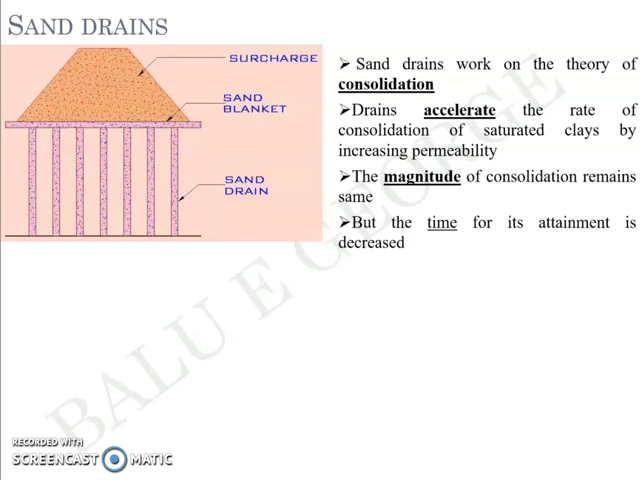 SAND DRAINS
SURCHARGE
SAND
BLANKET
SAND
DRAIN
➢ Sand drains work on the theory of
consolidation
➢Drains accelerate the rate of
consolidation of saturated clays by
increasing permeability
➢The magnitude of consolidation remains
same
➢But the time for its attainment is
decreased
BALU E GEORGE
RECORDED WITH
SCREENCAST MATIC